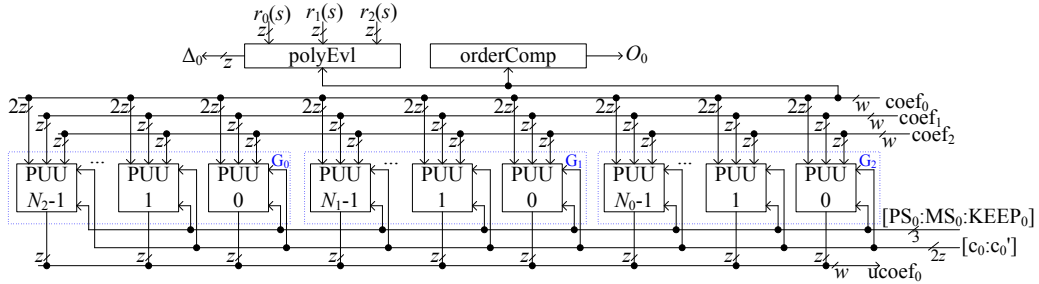 r₀(s) r₁(s) r₂(s)
z z z
Δ₀ z polyEvl orderComp O₀
2z 2z 2z 2z 2z 2z 2z 2z 2z w coef₀
z z z z z z z z z w coef₁
z z z z z z z z z w coef₂
... G₀ ... G₁ ... G₂
PUU PUU PUU PUU PUU PUU PUU PUU PUU
N₂-1 1 0 N₁-1 1 0 N₀-1 1 0
[PS₀:MS₀:KEEP₀]
3
2z [c₀:c₀']
z z z z z z z z z w ucoef₀